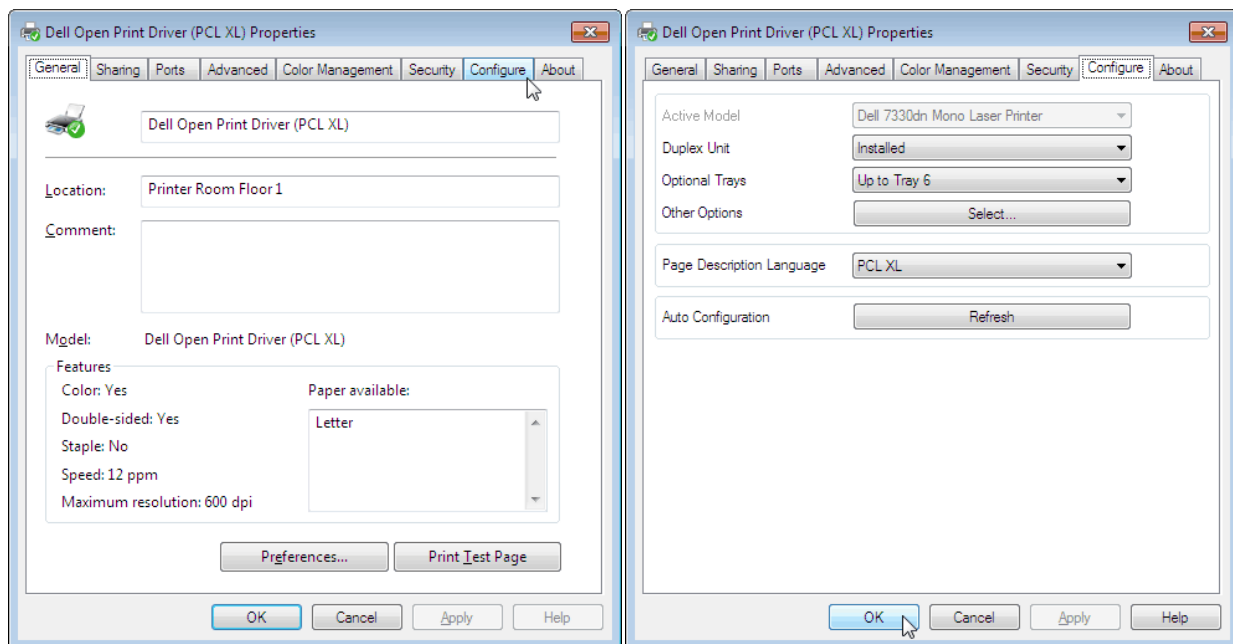 Dell Open Print Driver (PCL XL) Properties
General Sharing Ports Advanced Color Management Security Configure About
Dell Open Print Driver (PCL XL)
Location: Printer Room Floor 1
Comment:
Model: Dell Open Print Driver (PCL XL)
Features
Color: Yes
Double-sided: Yes
Staple: No
Speed: 12 ppm
Maximum resolution: 600 dpi
Paper available:
Letter
Preferences... Print Test Page
OK Cancel Apply Help
Dell Open Print Driver (PCL XL) Properties
General Sharing Ports Advanced Color Management Security Configure About
Active Model Dell 7330dn Mono Laser Printer
Duplex Unit Installed
Optional Trays Up to Tray 6
Other Options Select...
Page Description Language PCL XL
Auto Configuration Refresh
OK Cancel Apply Help